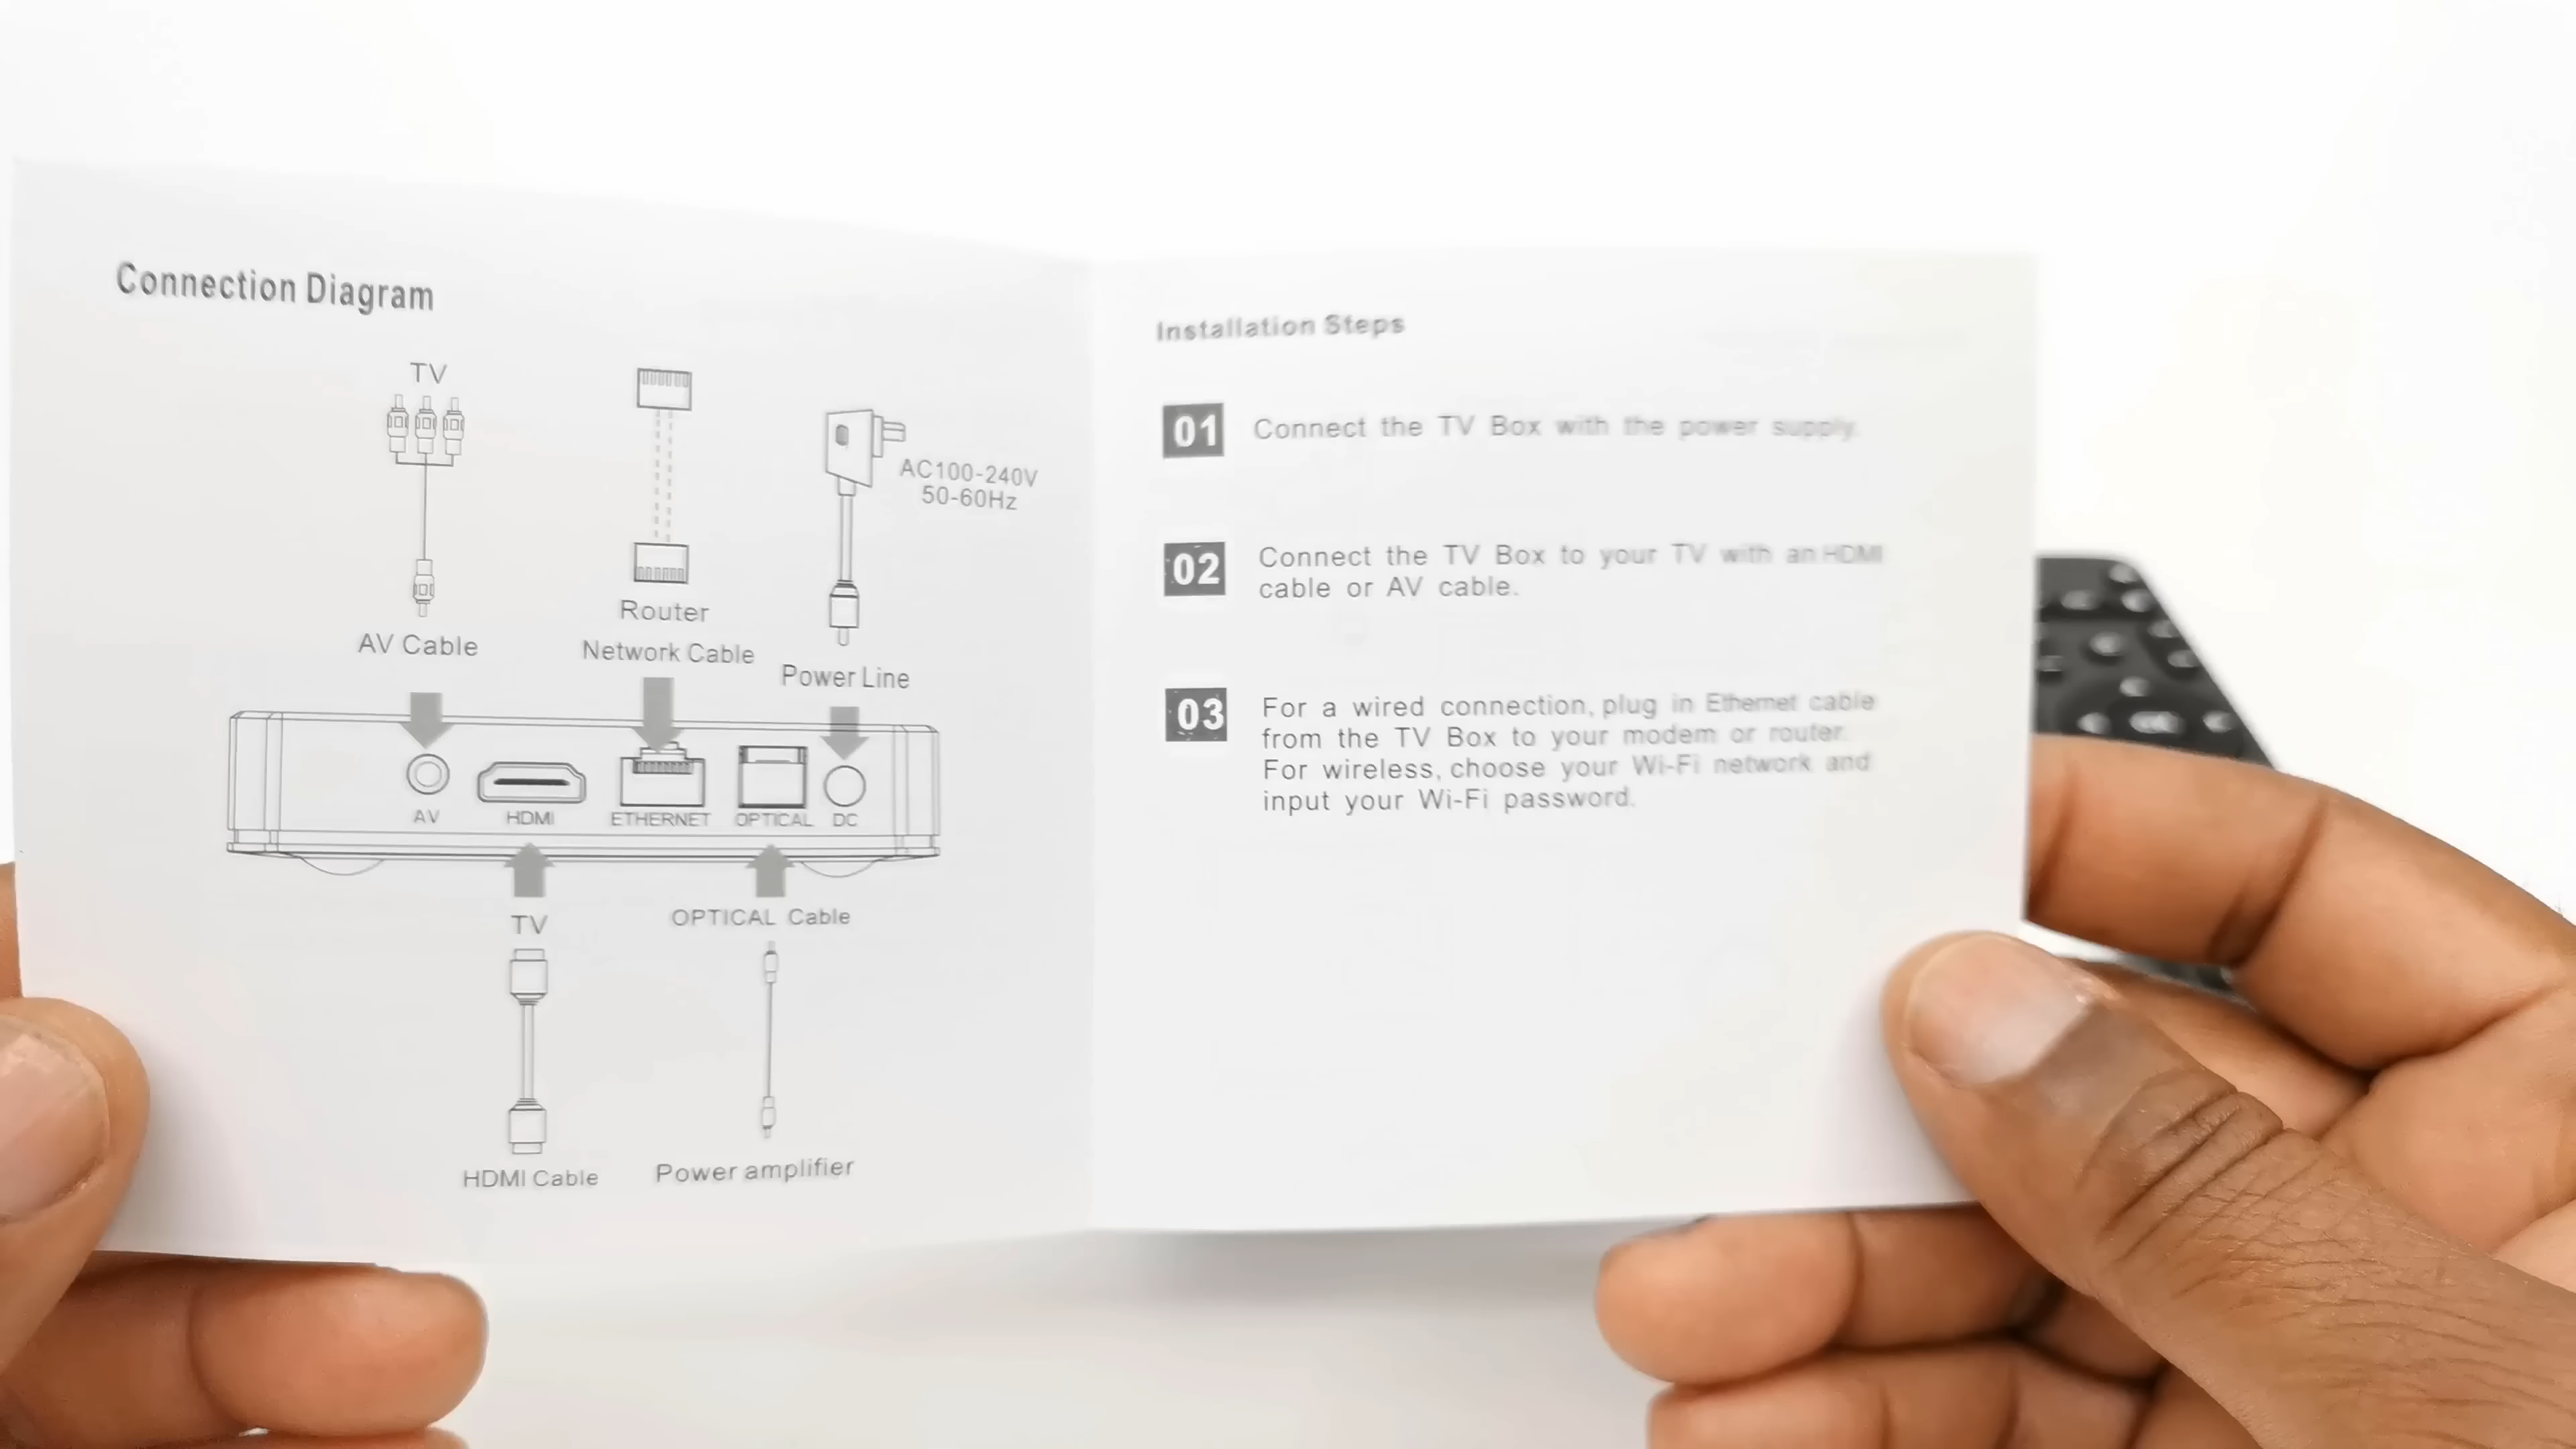 Connection Diagram
TV
AC100-240V
50-60Hz
Router
AV Cable
Network Cable
Power Line
AV
HDMI
ETHERNET
OPTICAL
DC
TV
OPTICAL Cable
HDMI Cable
Power amplifier
Installation Steps
01 Connect the TV Box with the power supply.
02 Connect the TV Box to your TV with an HDMI
cable or AV cable.
03 For a wired connection, plug in Ethernet cable
from the TV Box to your modem or router.
For wireless, choose your Wi-Fi network and
input your Wi-Fi password.